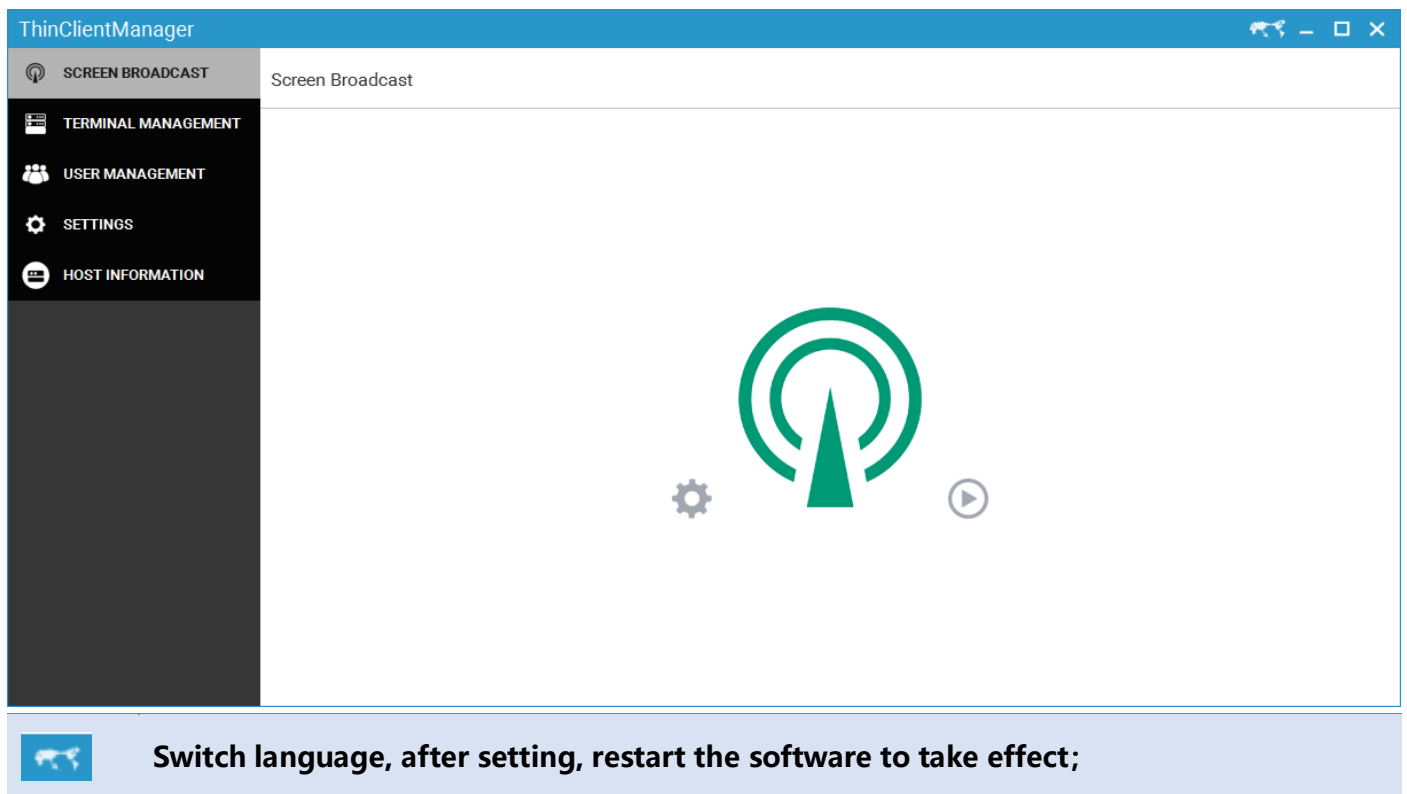 ThinClientManager
SCREEN BROADCAST
Screen Broadcast
TERMINAL MANAGEMENT
USER MANAGEMENT
SETTINGS
HOST INFORMATION
Switch language, after setting, restart the software to take effect;